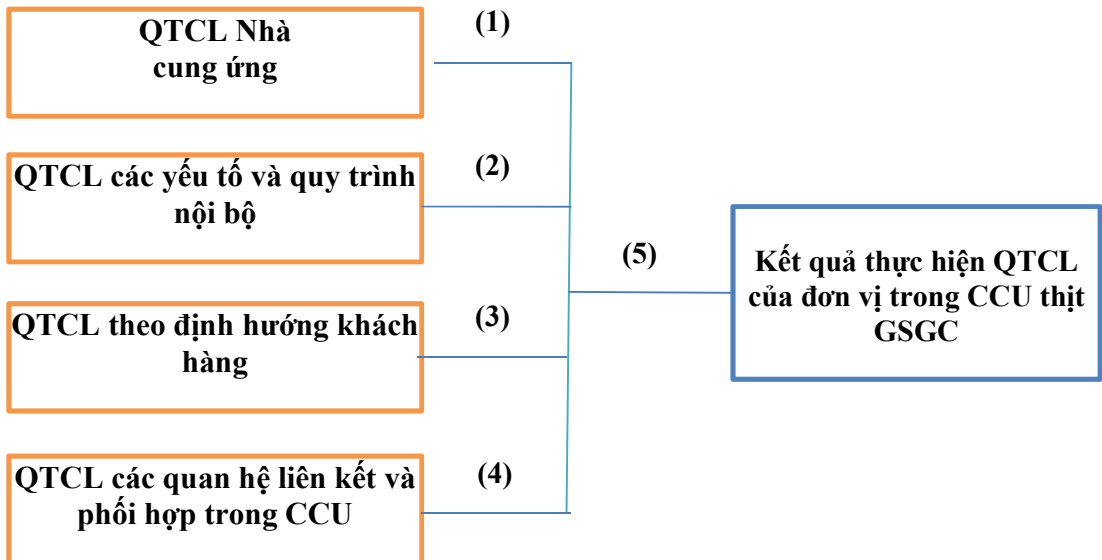 QTCL Nhà
cung ứng
(1)
QTCL các yếu tố và quy trình
nội bộ
(2)
QTCL theo định hướng khách
hàng
(3)
QTCL các quan hệ liên kết và
phối hợp trong CCU
(4)
(5)
Kết quả thực hiện QTCL
của đơn vị trong CCU thịt
GSGC